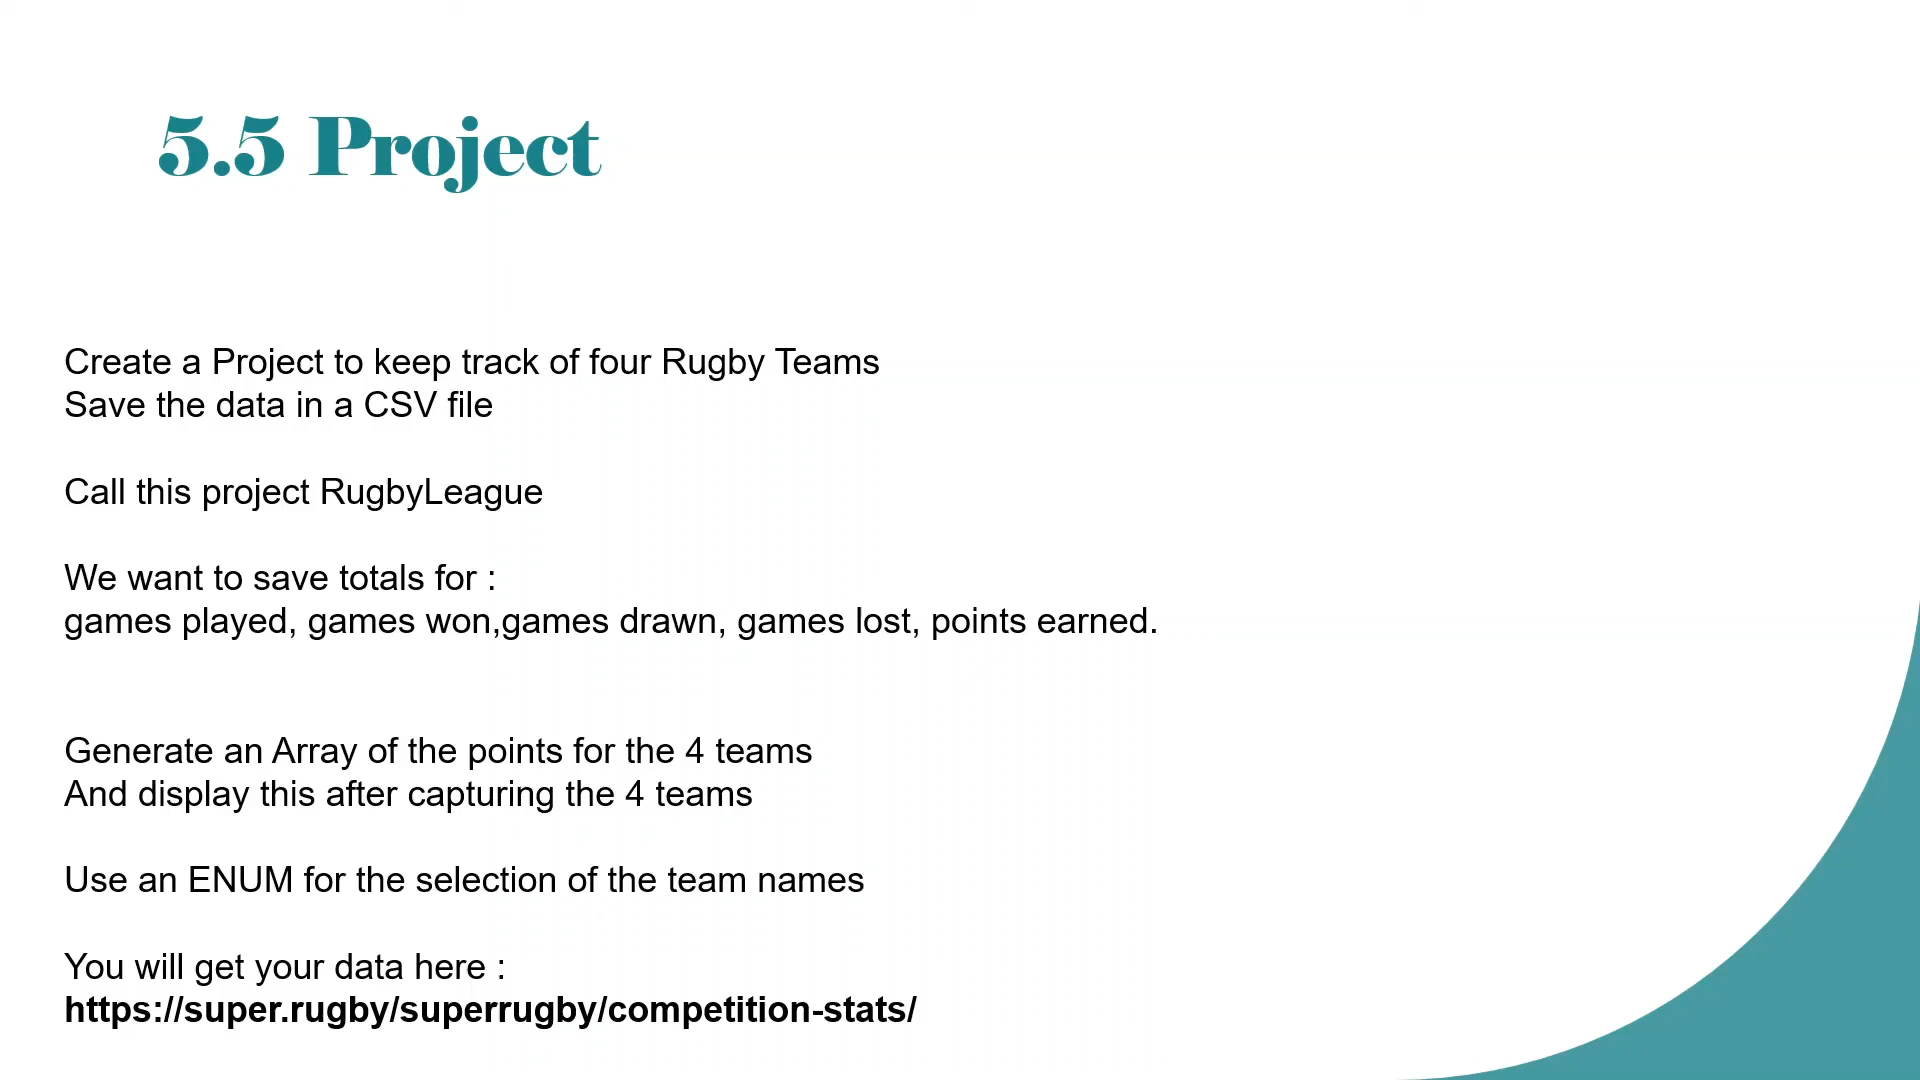 5.5 Project
Create a Project to keep track of four Rugby Teams
Save the data in a CSV file
Call this project RugbyLeague
We want to save totals for :
games played, games won,games drawn, games lost, points earned.
Generate an Array of the points for the 4 teams
And display this after capturing the 4 teams
Use an ENUM for the selection of the team names
You will get your data here :
https://super.rugby/superrugby/competition-stats/